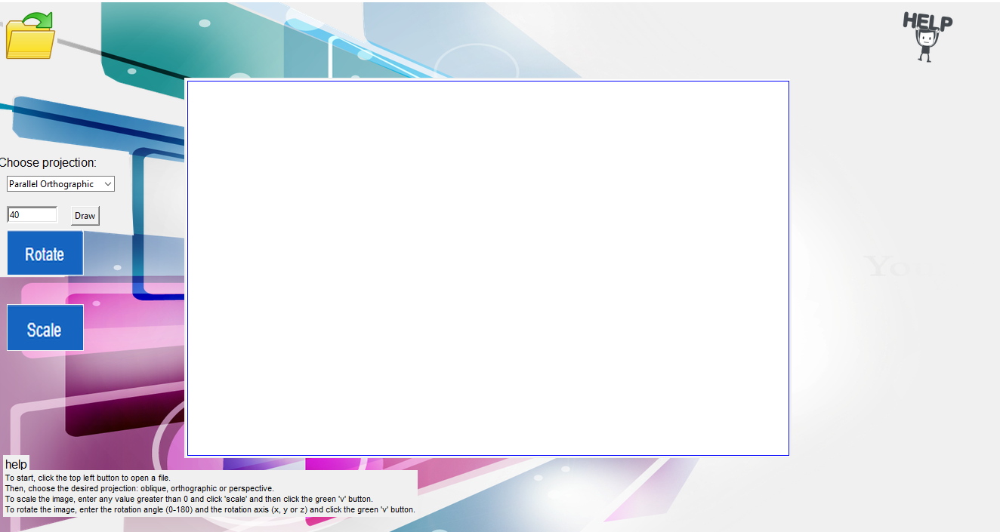 HELP
Choose projection:
Parallel Orthographic
40
Draw
Rotate
Scale
help
To start, click the top left button to open a file.
Then, choose the desired projection: oblique, orthographic or perspective.
To scale the image, enter any value greater than 0 and click 'scale' and then click the green 'v' button.
To rotate the image, enter the rotation angle (0-180) and the rotation axis (x, y or z) and click the green 'v' button.